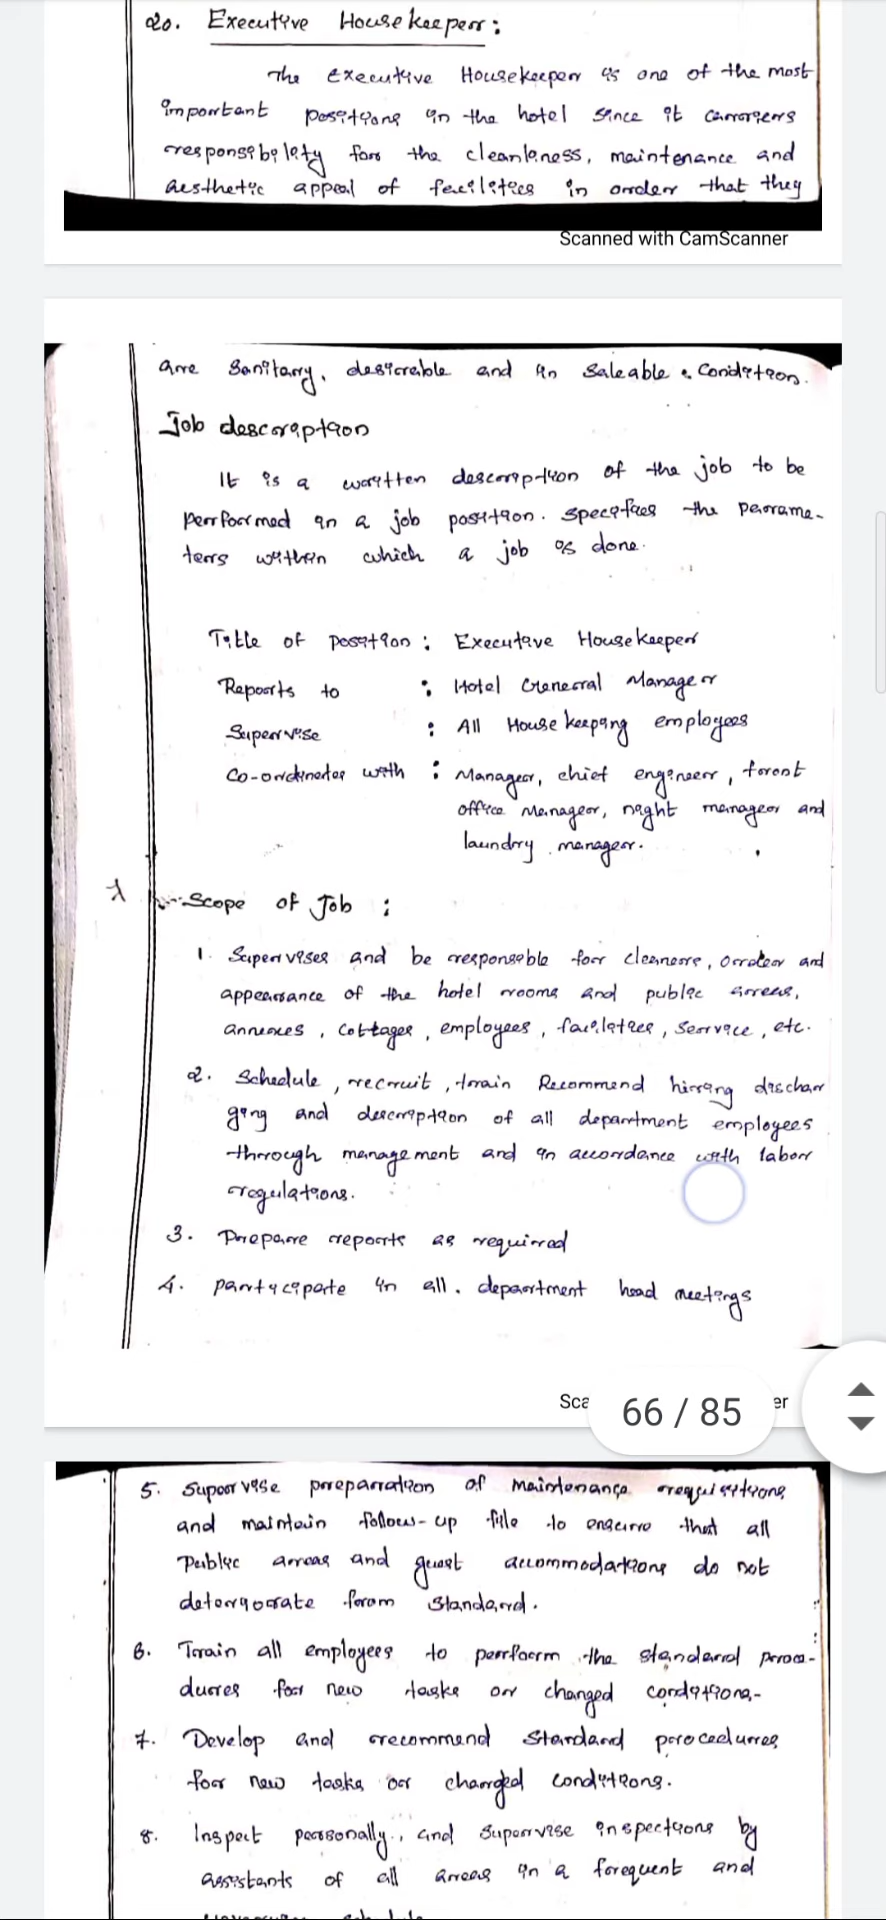 20. Executive Housekeeper :
The Executive Housekeeper is one of the most
important positions in the hotel since it carriers
responsibility for the cleanliness, maintenance and
aesthetic appeal of facilities in order that they
Scanned with CamScanner
are Sanitary, desirable and in Saleable Condition.
Job description
It is a written description of the job to be
performed in a job position. Specifies the parame-
ters within which a job is done.
Title of position : Executive Housekeeper
Reports to : Hotel General Manager
Supervise : All House keeping employees
Co-ordinates with : Manager, chief engineer, front
office Manager, night manager and
laundry manager.
Scope of Job :
1. Supervises and be responsible for cleanness, order and
appearance of the hotel rooms and public areas,
annexes, cottages, employees, facilities, service, etc.
2. Schedule, recruit, train Recommend hiring dischar
ging and description of all department employees
through management and in accordance with labor
regulations.
3. Prepare reports as required
4. participate in all. department head meetings
Sca 66 / 85 er
5. Supervise preparation of maintenance requisitions
and maintain follow-up file to ensure that all
Public areas and guest accommodations do not
deteriorate from Standard.
6. Train all employees to perform the standard proce-
dures for new tasks or changed conditions.-
7. Develop and recommend Standard procedures
for new tasks or changed conditions.
8. Inspect personally, and supervise inspections by
assistants of all areas in a frequent and